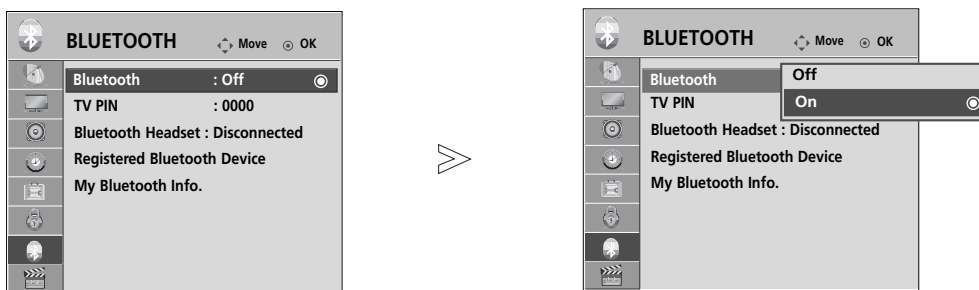 BLUETOOTH Move OK
Bluetooth : Off
TV PIN : 0000
Bluetooth Headset : Disconnected
Registered Bluetooth Device
My Bluetooth Info.
BLUETOOTH Move OK
Bluetooth Off
TV PIN On
Bluetooth Headset : Disconnected
Registered Bluetooth Device
My Bluetooth Info.